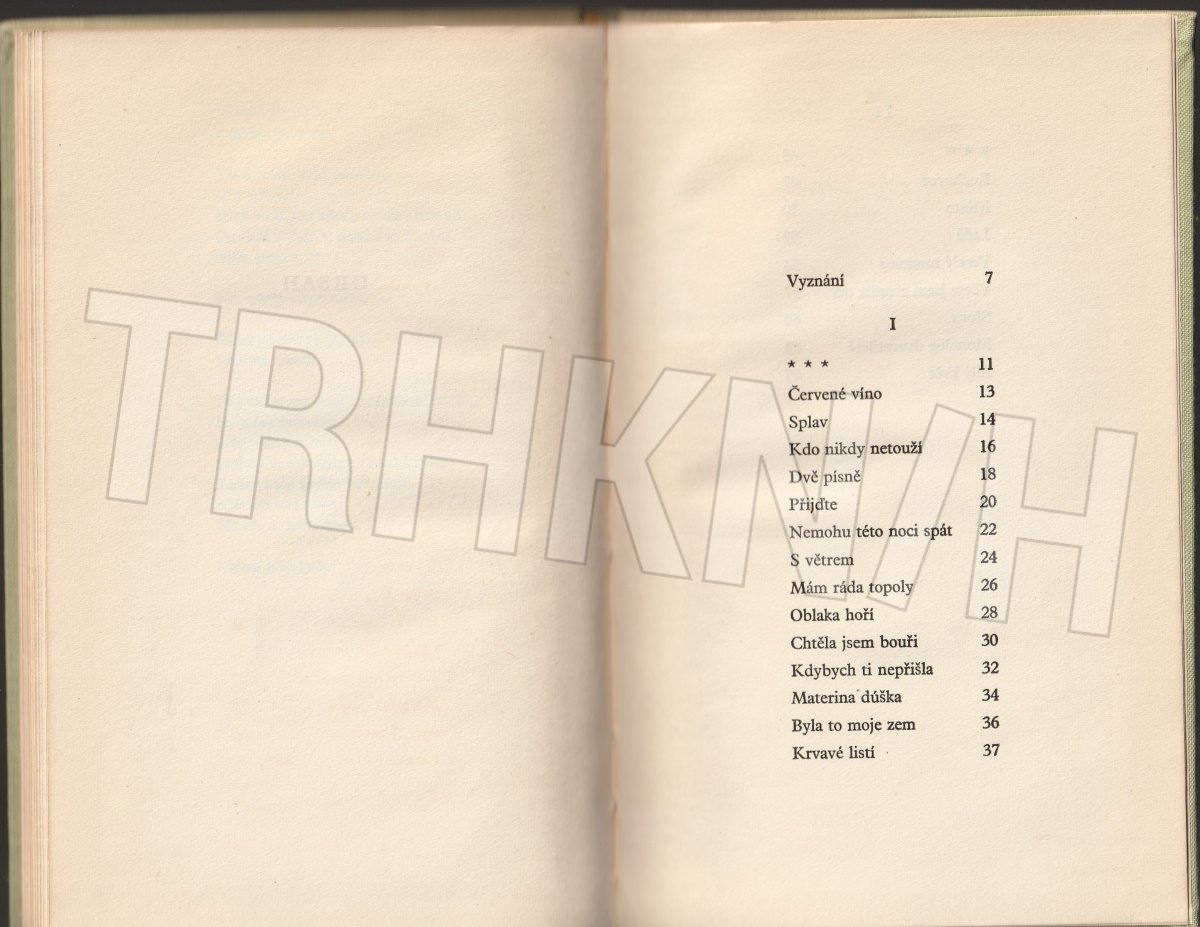 Vyznání 7
I
* * * 11
Červené víno 13
Splav 14
Kdo nikdy netouží 16
Dvě písně 18
Přijďte 20
Nemohu této noci spát 22
S větrem 24
Mám ráda topoly 26
Oblaka hoří 28
Chtěla jsem bouři 30
Kdybych ti nepřišla 32
Materina dúška 34
Byla to moje zem 36
Krvavé listí 37
TRHKNIH